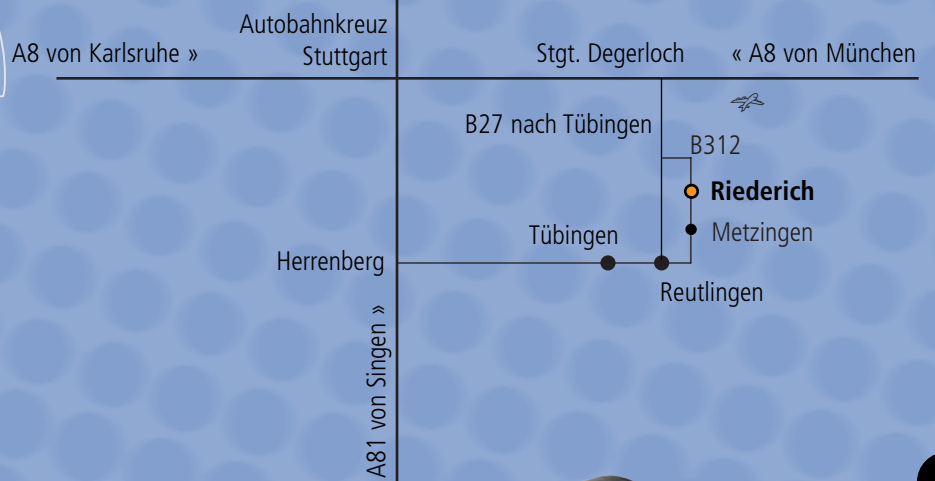 Autobahnkreuz
Stuttgart
A8 von Karlsruhe »
Stgt. Degerloch
« A8 von München
B27 nach Tübingen
B312
Riederich
Metzingen
Tübingen
Herrenberg
Reutlingen
A81 von Singen »